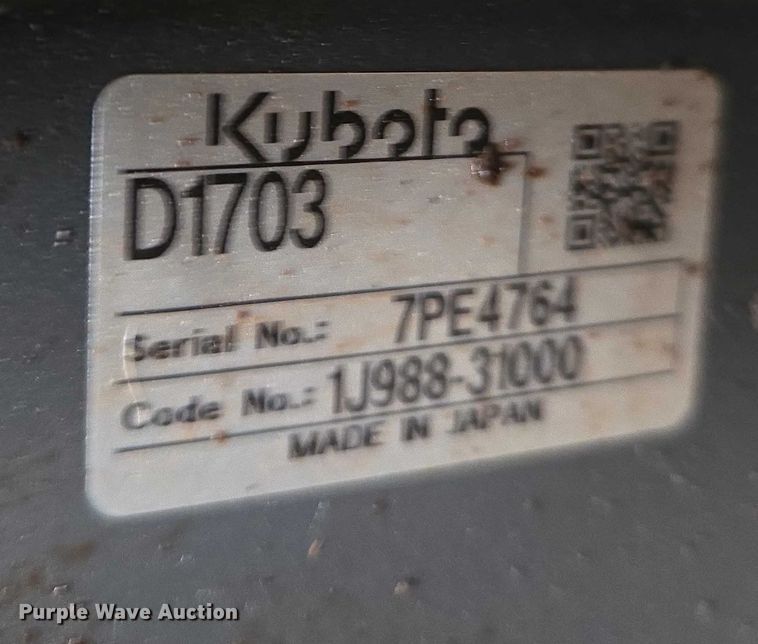 Kubota
D1703
Serial No.: 7PE4764
Code No.: 1J988-31000
MADE IN JAPAN
Purple Wave Auction